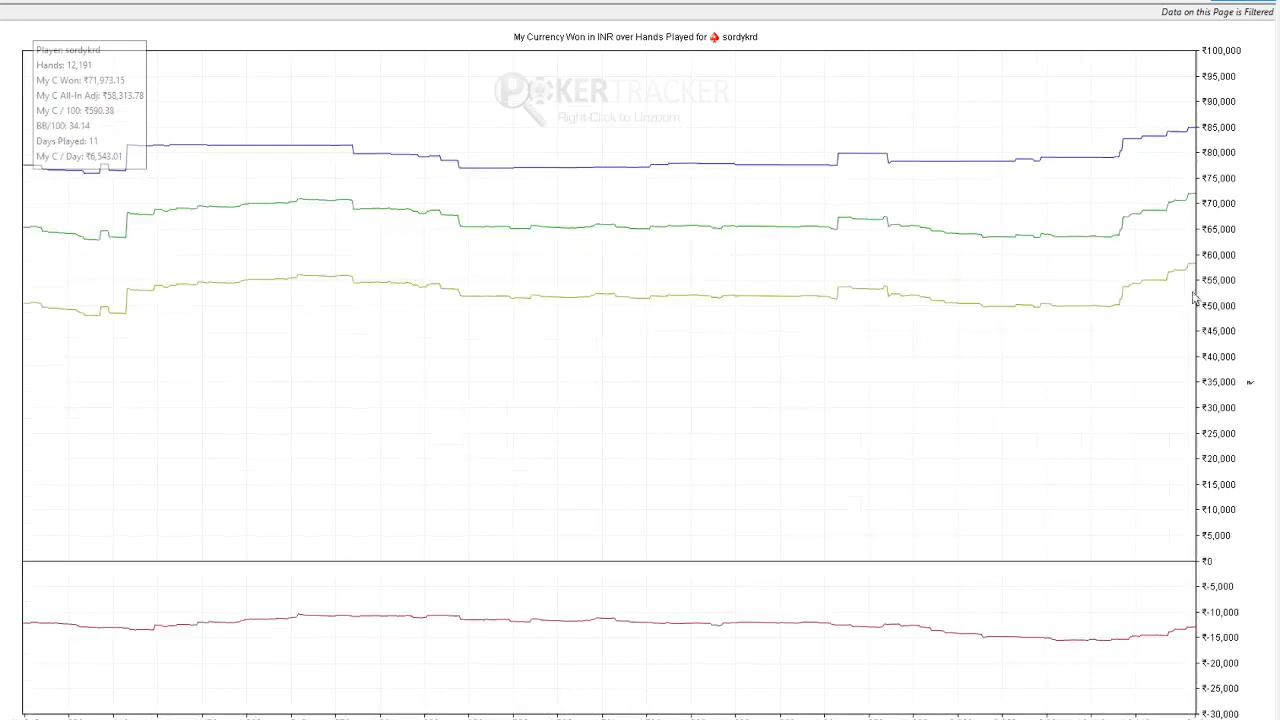 Data on this Page is Filtered
My Currency Won in INR over Hands Played for sordykrd
Player: sordykrd
Hands: 12,191
My C Won: ₹71,973.15
My C All-In Adj: ₹58,313.78
My C / 100: ₹590.38
BB/100: 34.14
Days Played: 11
My C / Day: ₹6,543.01
POKERTRACKER
Right-Click to Unzoom
₹100,000
₹95,000
₹90,000
₹85,000
₹80,000
₹75,000
₹70,000
₹65,000
₹60,000
₹55,000
₹50,000
₹45,000
₹40,000
₹35,000
₹30,000
₹25,000
₹20,000
₹15,000
₹10,000
₹5,000
₹0
₹-5,000
₹-10,000
₹-15,000
₹-20,000
₹-25,000
₹-30,000